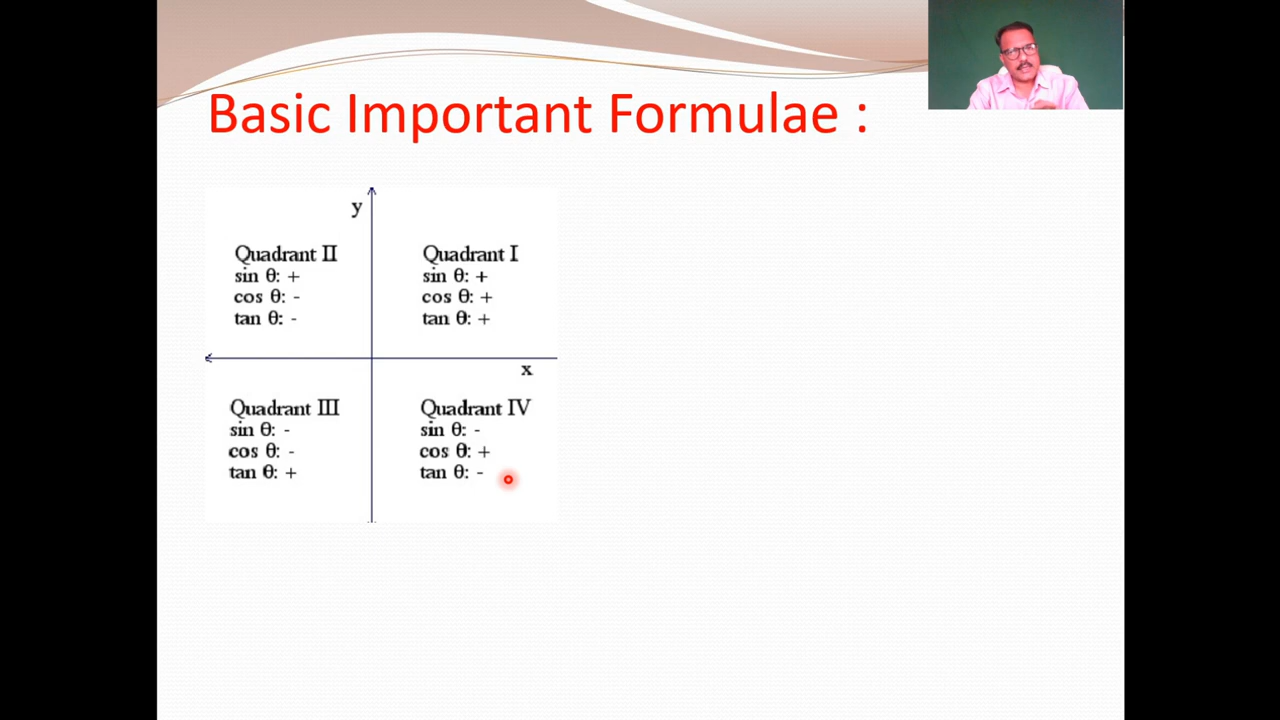 Basic Important Formulae :
y
Quadrant II
sin θ: +
cos θ: -
tan θ: -
Quadrant I
sin θ: +
cos θ: +
tan θ: +
x
Quadrant III
sin θ: -
cos θ: -
tan θ: +
Quadrant IV
sin θ: -
cos θ: +
tan θ: -